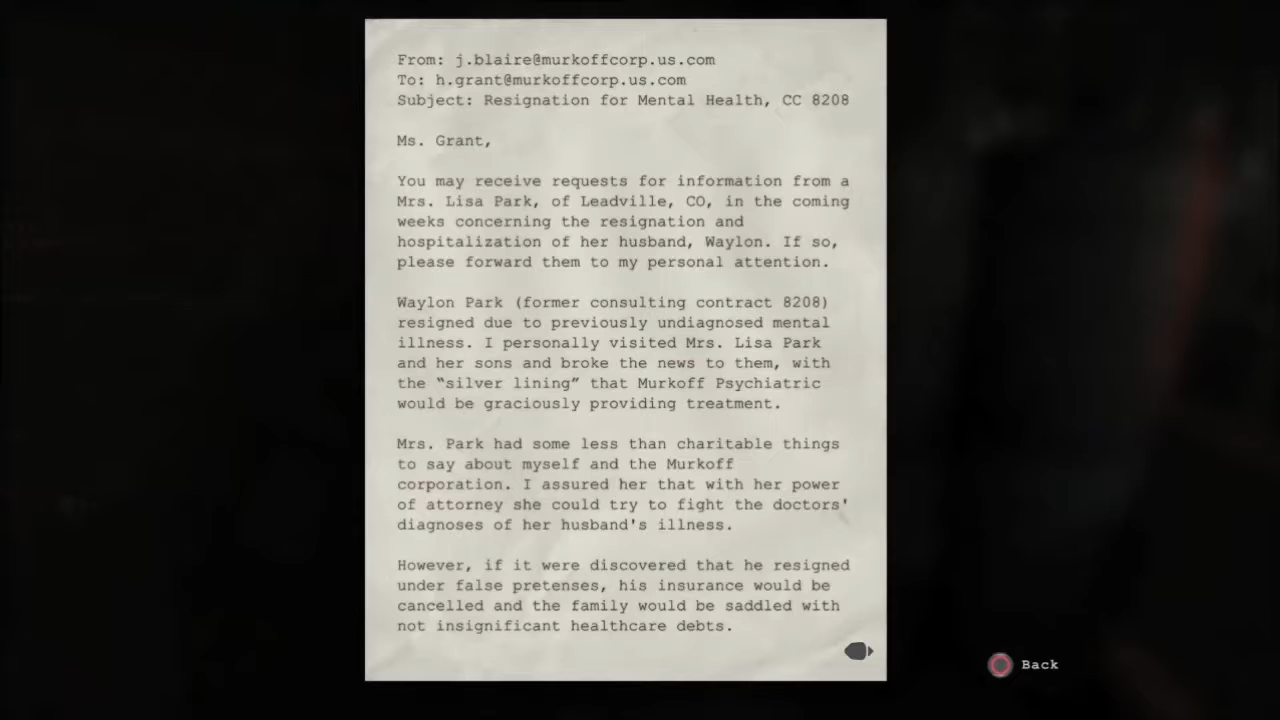 From: j.blaire@murkoffcorp.us.com
To: h.grant@murkoffcorp.us.com
Subject: Resignation for Mental Health, CC 8208
Ms. Grant,
You may receive requests for information from a
Mrs. Lisa Park, of Leadville, CO, in the coming
weeks concerning the resignation and
hospitalization of her husband, Waylon. If so,
please forward them to my personal attention.
Waylon Park (former consulting contract 8208)
resigned due to previously undiagnosed mental
illness. I personally visited Mrs. Lisa Park
and her sons and broke the news to them, with
the “silver lining” that Murkoff Psychiatric
would be graciously providing treatment.
Mrs. Park had some less than charitable things
to say about myself and the Murkoff
corporation. I assured her that with her power
of attorney she could try to fight the doctors'
diagnoses of her husband's illness.
However, if it were discovered that he resigned
under false pretenses, his insurance would be
cancelled and the family would be saddled with
not insignificant healthcare debts.
Back